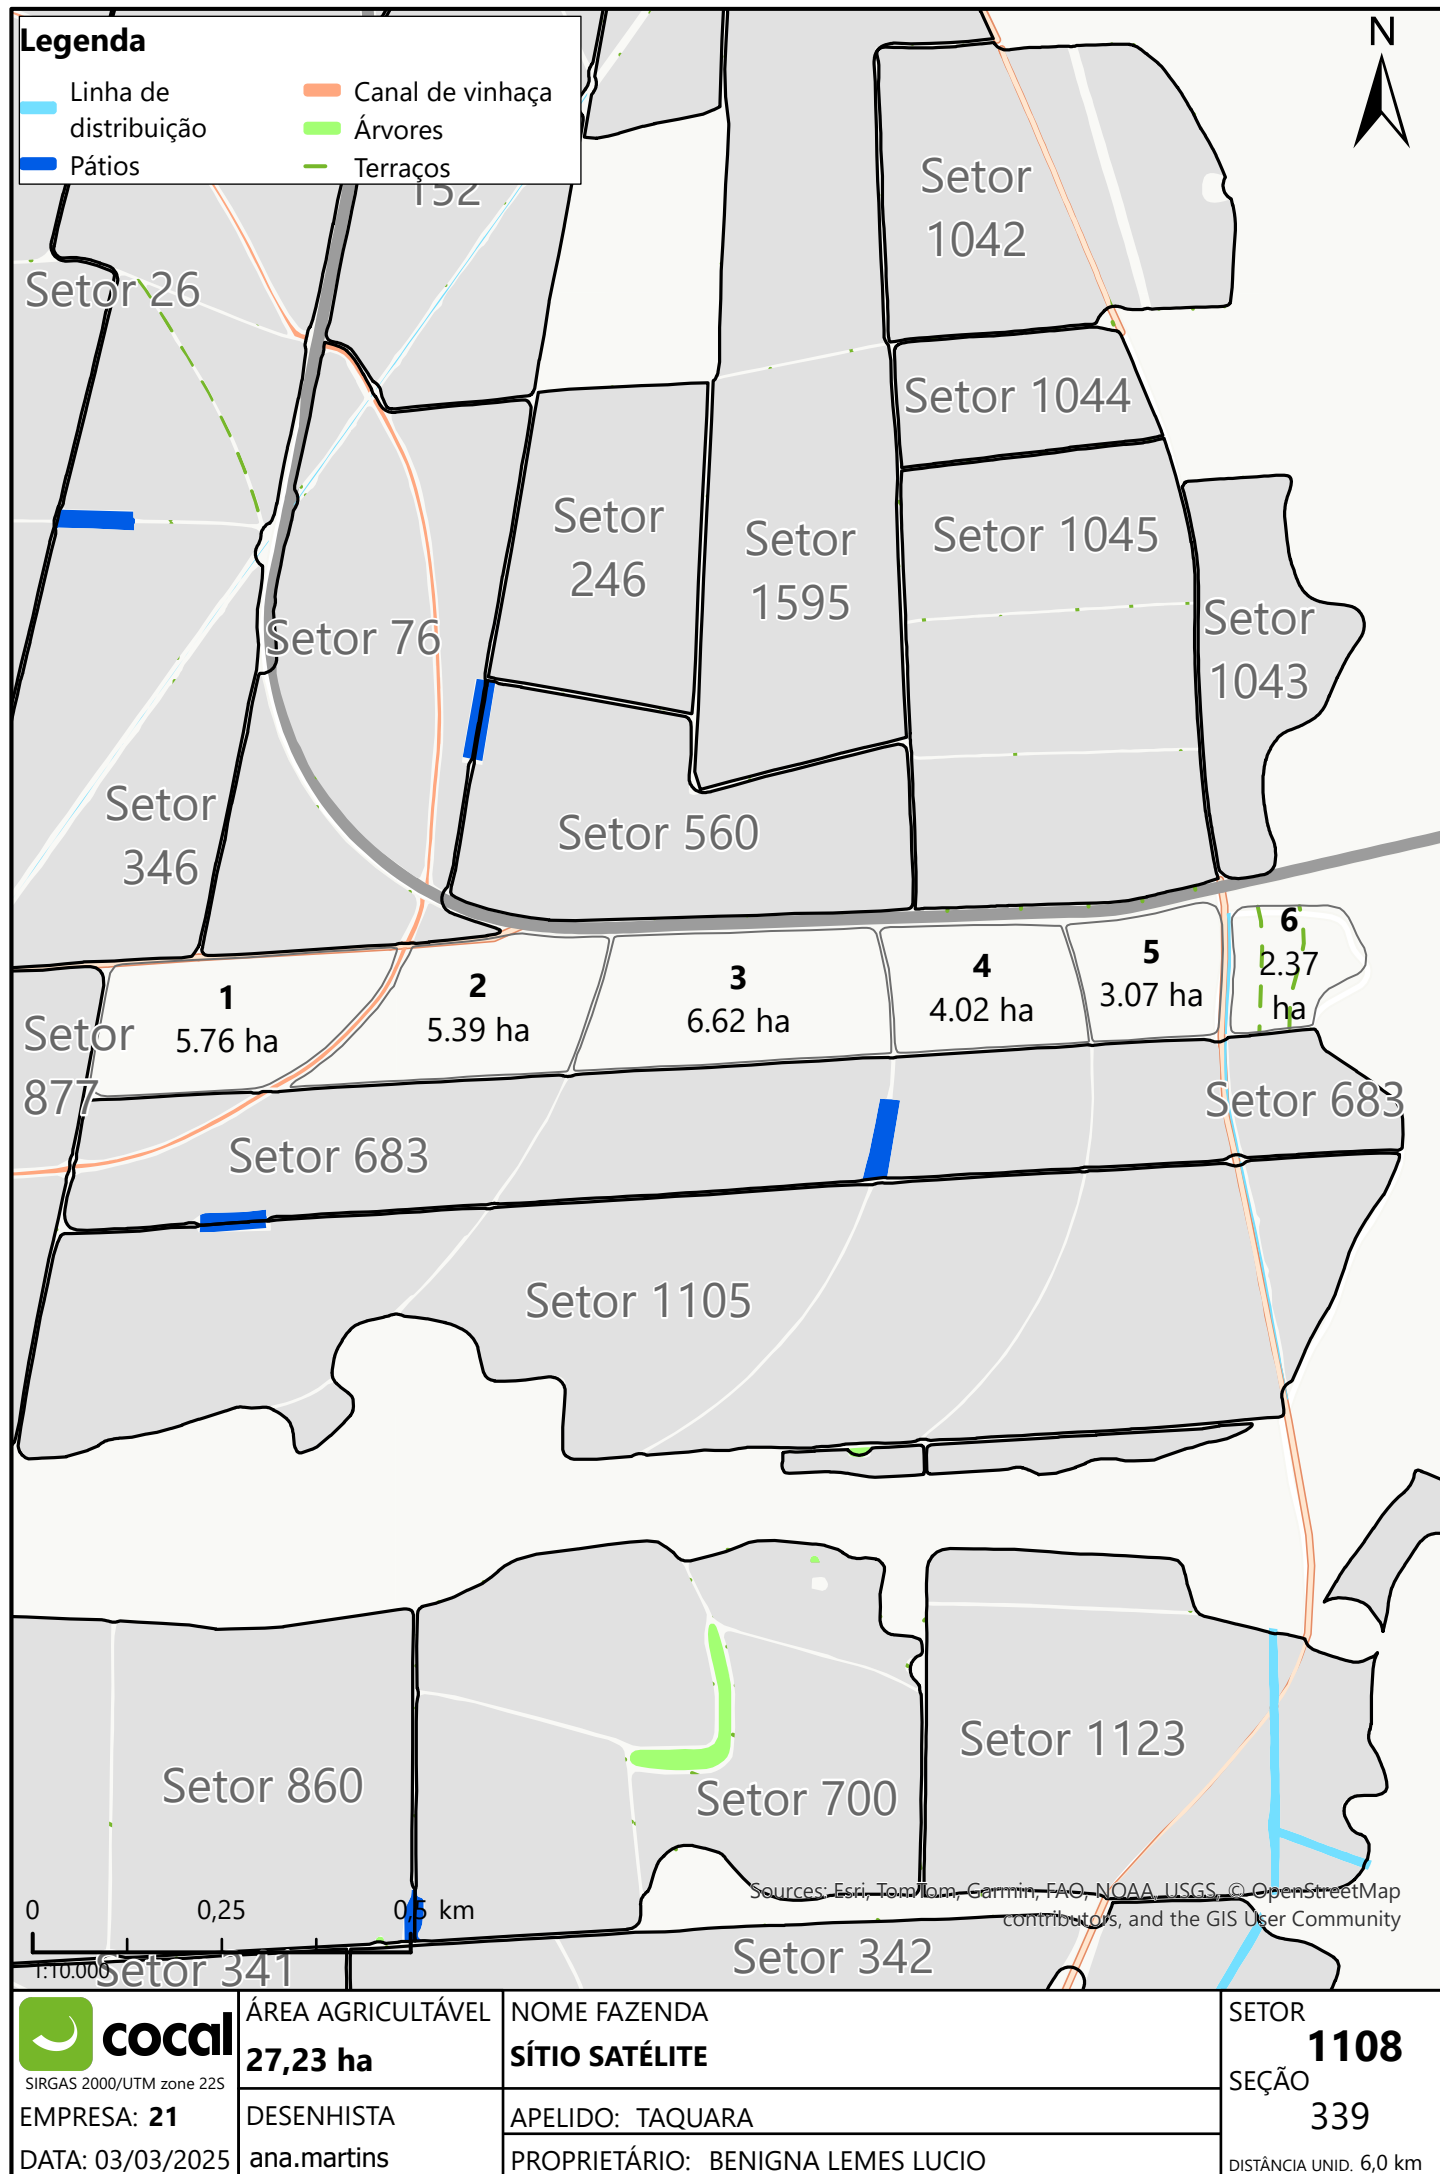 Legenda
Linha de
distribuição
Pátios
Canal de vinhaça
Árvores
Terraços
N
152
Setor
1042
Setor 26
Setor 1044
Setor
246
Setor
1595
Setor 1045
Setor
1043
Setor 76
Setor
346
Setor 560
1
5.76 ha
2
5.39 ha
3
6.62 ha
4
4.02 ha
5
3.07 ha
6
2.37
ha
Setor
877
Setor 683
Setor 683
Setor 1105
Setor 860
Setor 700
Setor 1123
Sources: Esri, TomTom, Garmin, FAO, NOAA, USGS, © OpenStreetMap
contributors, and the GIS User Community
0 0,25 0,5 km
1:10.000
Setor 341
Setor 342
cocal
SIRGAS 2000/UTM zone 22S
EMPRESA: 21
DATA: 03/03/2025
ÁREA AGRICULTÁVEL
27,23 ha
DESENHISTA
ana.martins
NOME FAZENDA
SÍTIO SATÉLITE
APELIDO: TAQUARA
PROPRIETÁRIO: BENIGNA LEMES LUCIO
SETOR
1108
SEÇÃO
339
DISTÂNCIA UNID. 6,0 km